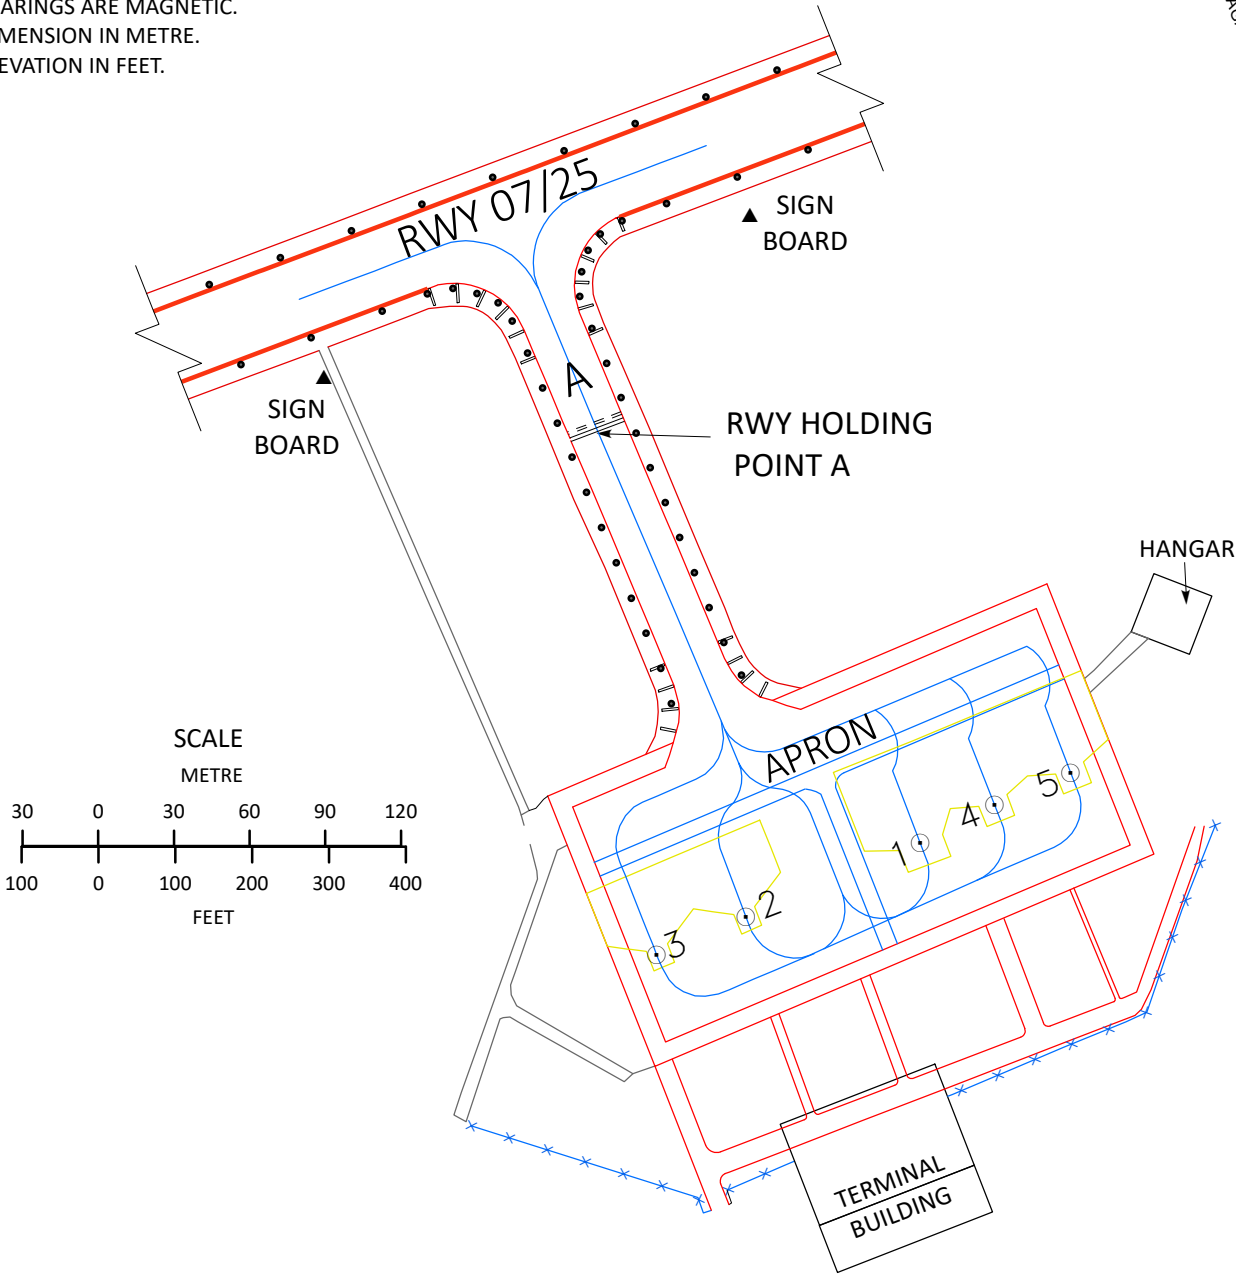 ARINGS ARE MAGNETIC.
MENSION IN METRE.
EVATION IN FEET.
RWY 07/25
SIGN
BOARD
A
SIGN
BOARD
RWY HOLDING
POINT A
HANGAR
SCALE
METRE
30 0 30 60 90 120
100 0 100 200 300 400
FEET
APRON
5
4
1
2
3
TERMINAL
BUILDING